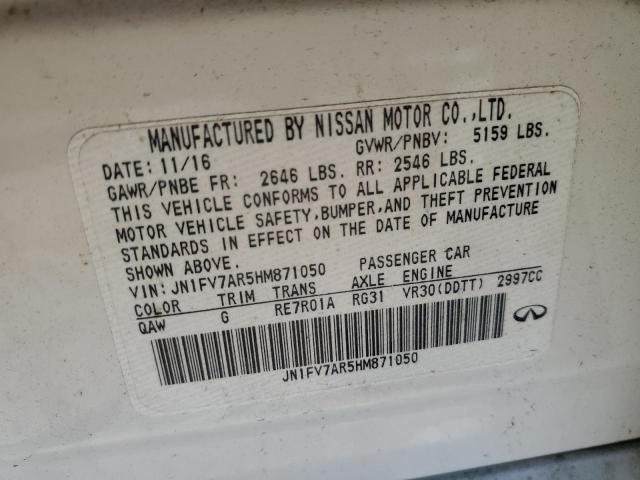 MANUFACTURED BY NISSAN MOTOR CO.,LTD.
DATE: 11/16 GVWR/PNBV: 5159 LBS.
GAWR/PNBE FR: 2646 LBS. RR: 2546 LBS.
THIS VEHICLE CONFORMS TO ALL APPLICABLE FEDERAL
MOTOR VEHICLE SAFETY,BUMPER,AND THEFT PREVENTION
STANDARDS IN EFFECT ON THE DATE OF MANUFACTURE
SHOWN ABOVE.
VIN: JN1FV7AR5HM871050 PASSENGER CAR
COLOR TRIM TRANS AXLE ENGINE
QAW G RE7R01A RG31 VR30(DDTT) 2997CC
JN1FV7AR5HM871050